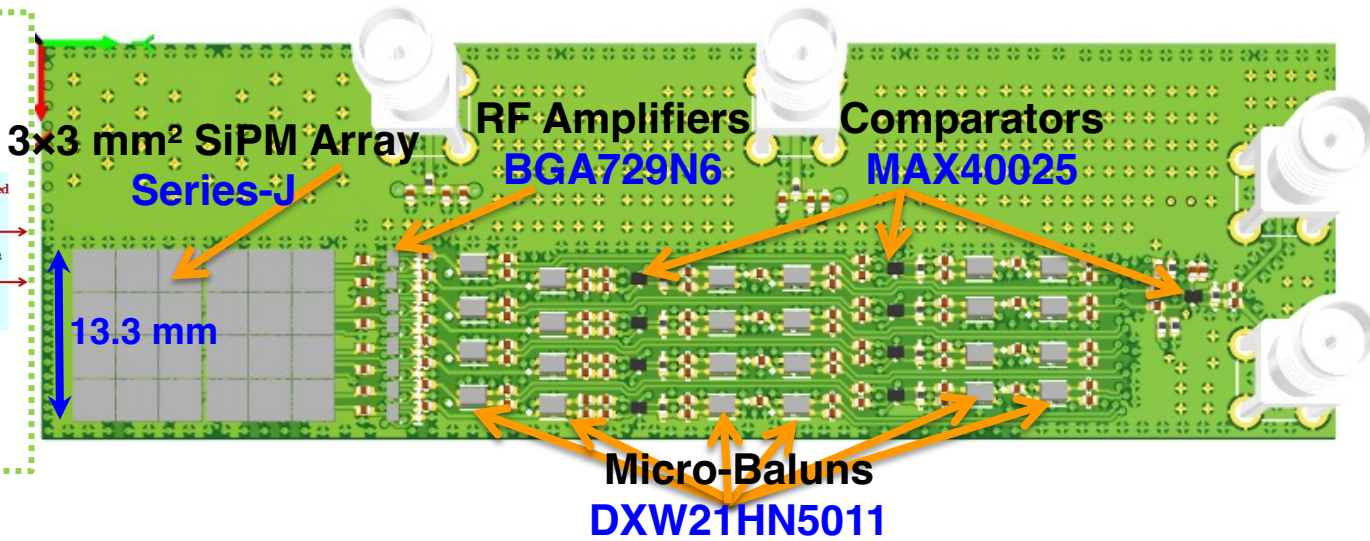 3×3 mm² SiPM Array
Series-J
RF Amplifiers
BGA729N6
Comparators
MAX40025
13.3 mm
Micro-Baluns
DXW21HN5011